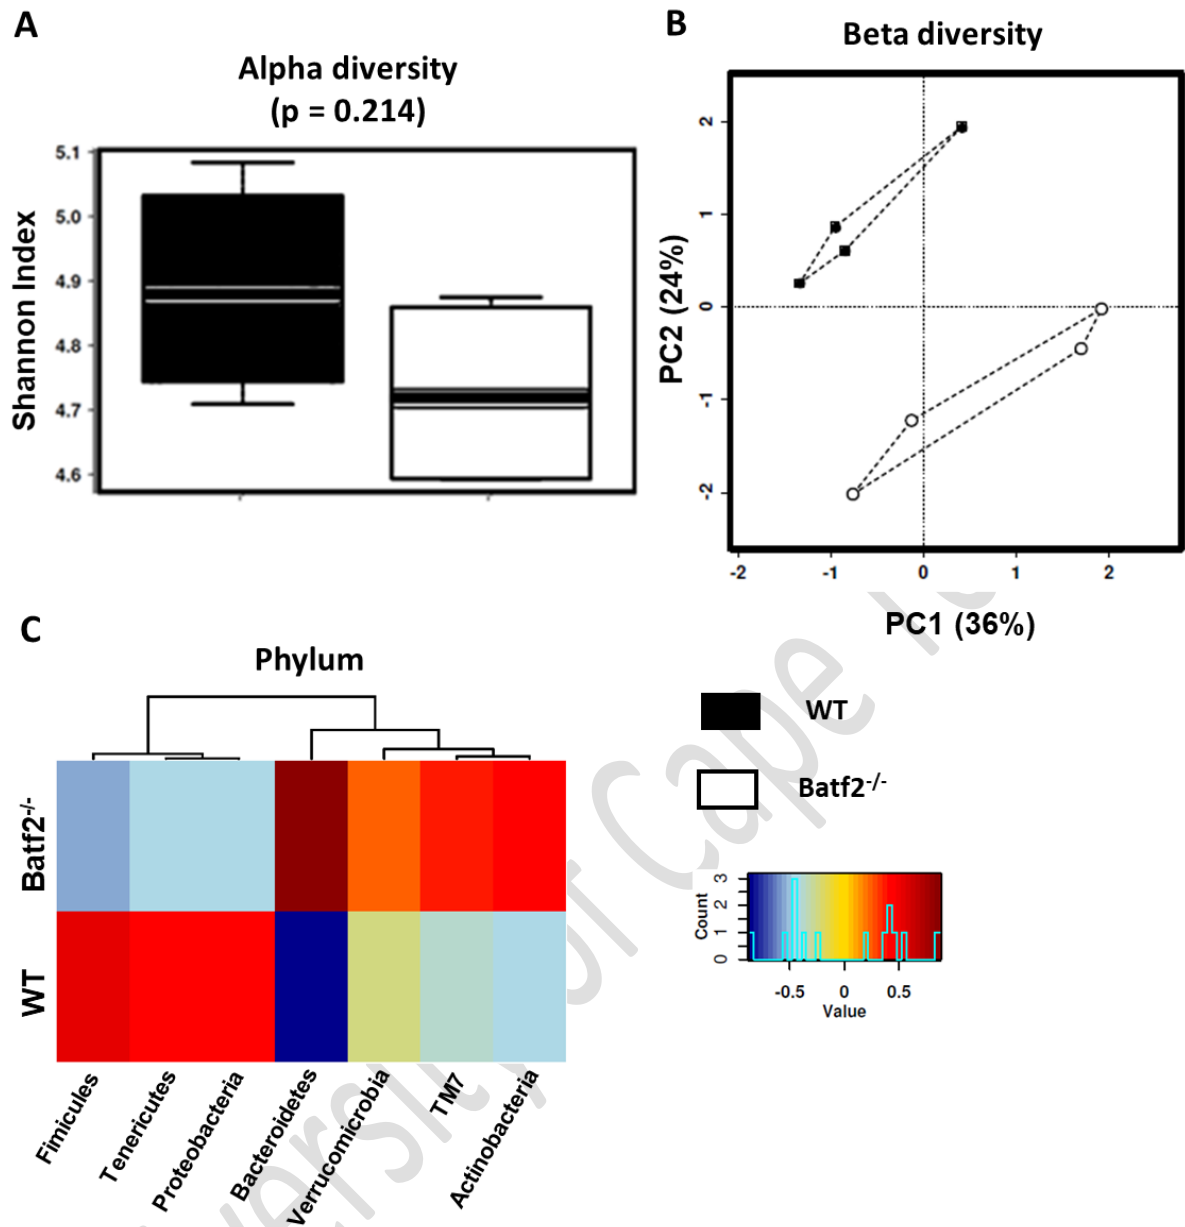 A
Alpha diversity
(p = 0.214)
5.1
5.0
4.9
4.8
4.7
4.6
Shannon Index
B
Beta diversity
2
1
0
-1
-2
PC2 (24%)
-2 -1 0 1 2
PC1 (36%)
C
Phylum
Batf2-/-
WT
Fimicules
Tenericutes
Proteobacteria
Bacteroidetes
Verrucomicrobia
TM7
Actinobacteria
WT
Batf2-/-
3
2
1
0
Count
-0.5 0 0.5
Value